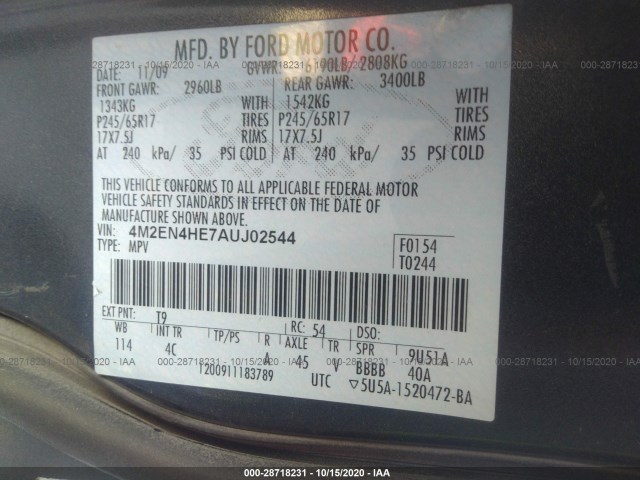 MFD. BY FORD MOTOR CO.
DATE: 11/09 GVWR: LB/ 2808KG
FRONT GAWR: 2960LB REAR GAWR: 3400LB
1343KG WITH 1542KG WITH
P245/65R17 TIRES P245/65R17 TIRES
17X7.5J RIMS 17X7.5J RIMS
AT 240 kPa/ 35 PSI COLD AT 240 kPa/ 35 PSI COLD
THIS VEHICLE CONFORMS TO ALL APPLICABLE FEDERAL MOTOR
VEHICLE SAFETY STANDARDS IN EFFECT ON THE DATE OF
MANUFACTURE SHOWN ABOVE.
VIN: 4M2EN4HE7AUJ02544 F0154
TYPE: MPV T0244
EXT PNT: T9 RC: 54 DSO:
WB INT TR TP/PS R AXLE TR SPR 9U51A
114 4C A 45 V BBBB 40A
T200911183789 UTC ▽5U5A-1520472-BA
000-28718231 - 10/15/2020 - IAA